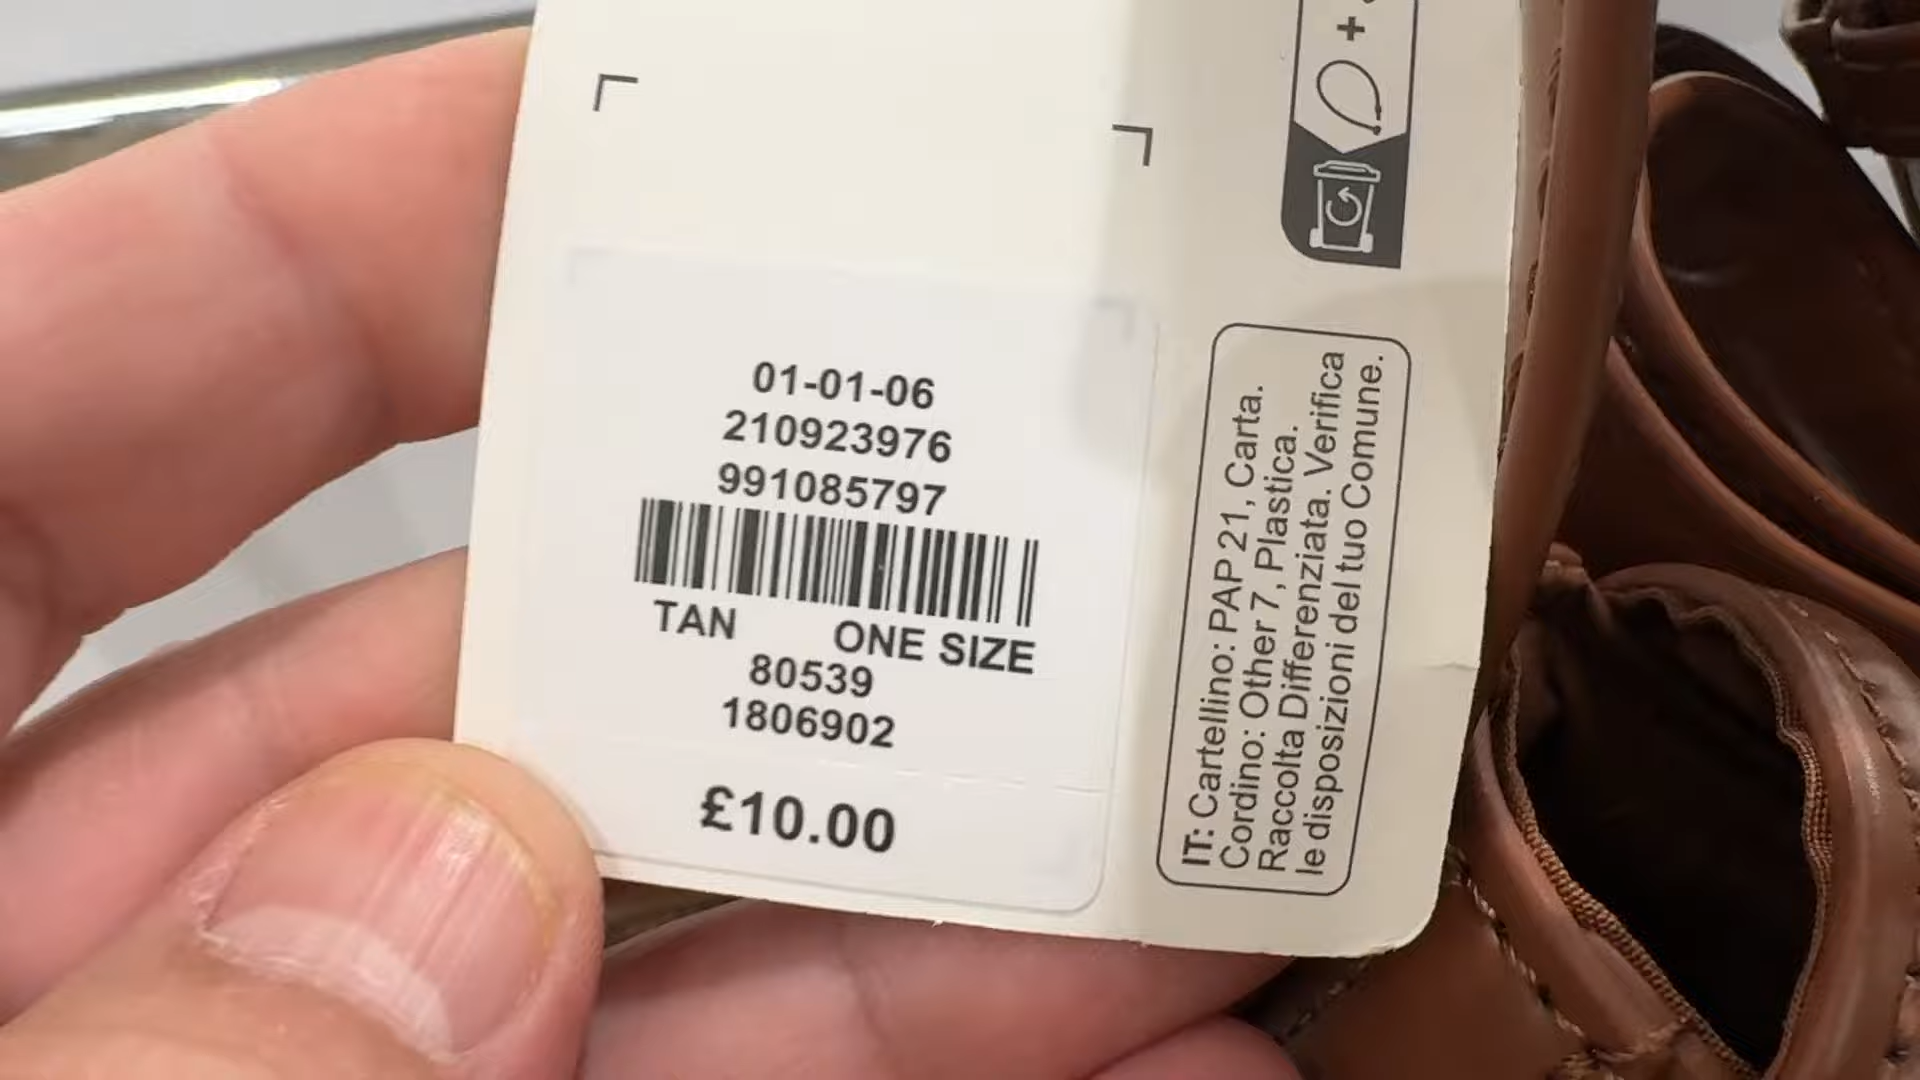 01-01-06
210923976
991085797
TAN ONE SIZE
80539
1806902
£10.00
+
IT: Cartellino: PAP 21, Carta.
Cordino: Other 7, Plastica.
Raccolta Differenziata. Verifica
le disposizioni del tuo Comune.